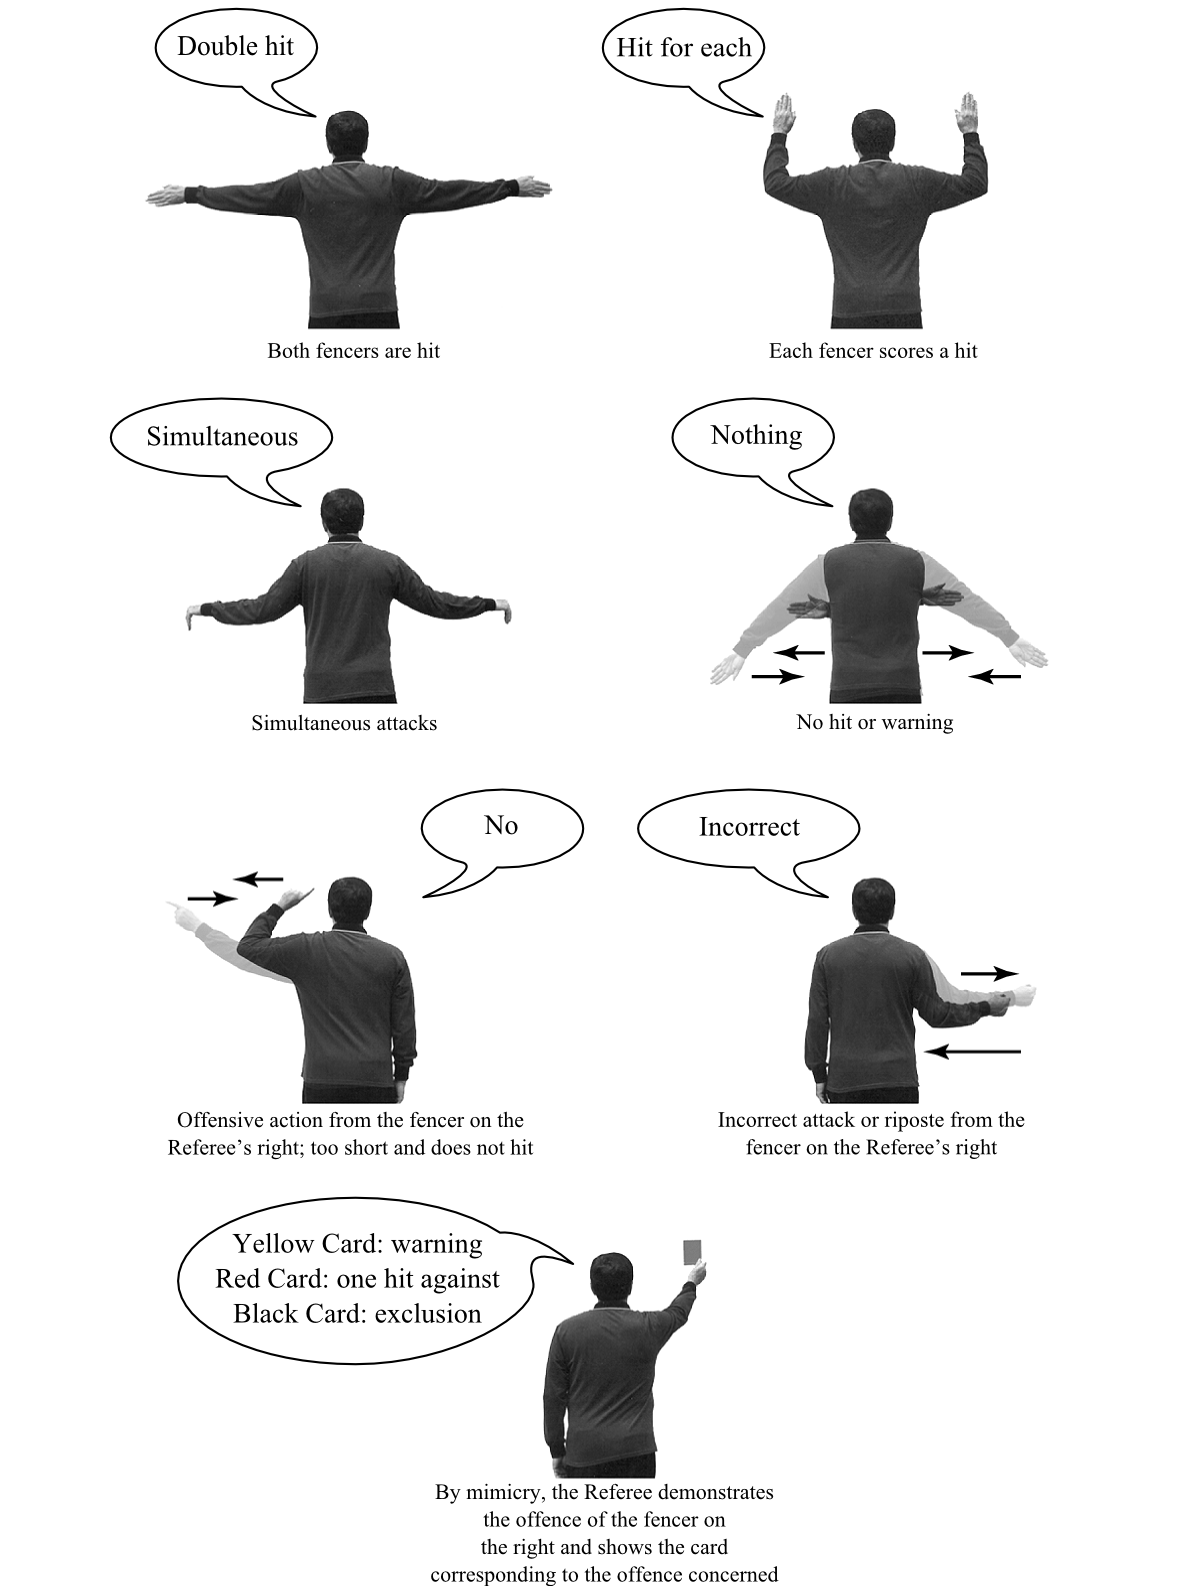 Double hit
Hit for each
Both fencers are hit
Each fencer scores a hit
Simultaneous
Nothing
Simultaneous attacks
No hit or warning
No
Incorrect
Offensive action from the fencer on the
Referee’s right; too short and does not hit
Incorrect attack or riposte from the
fencer on the Referee’s right
Yellow Card: warning
Red Card: one hit against
Black Card: exclusion
By mimicry, the Referee demonstrates
the offence of the fencer on
the right and shows the card
corresponding to the offence concerned